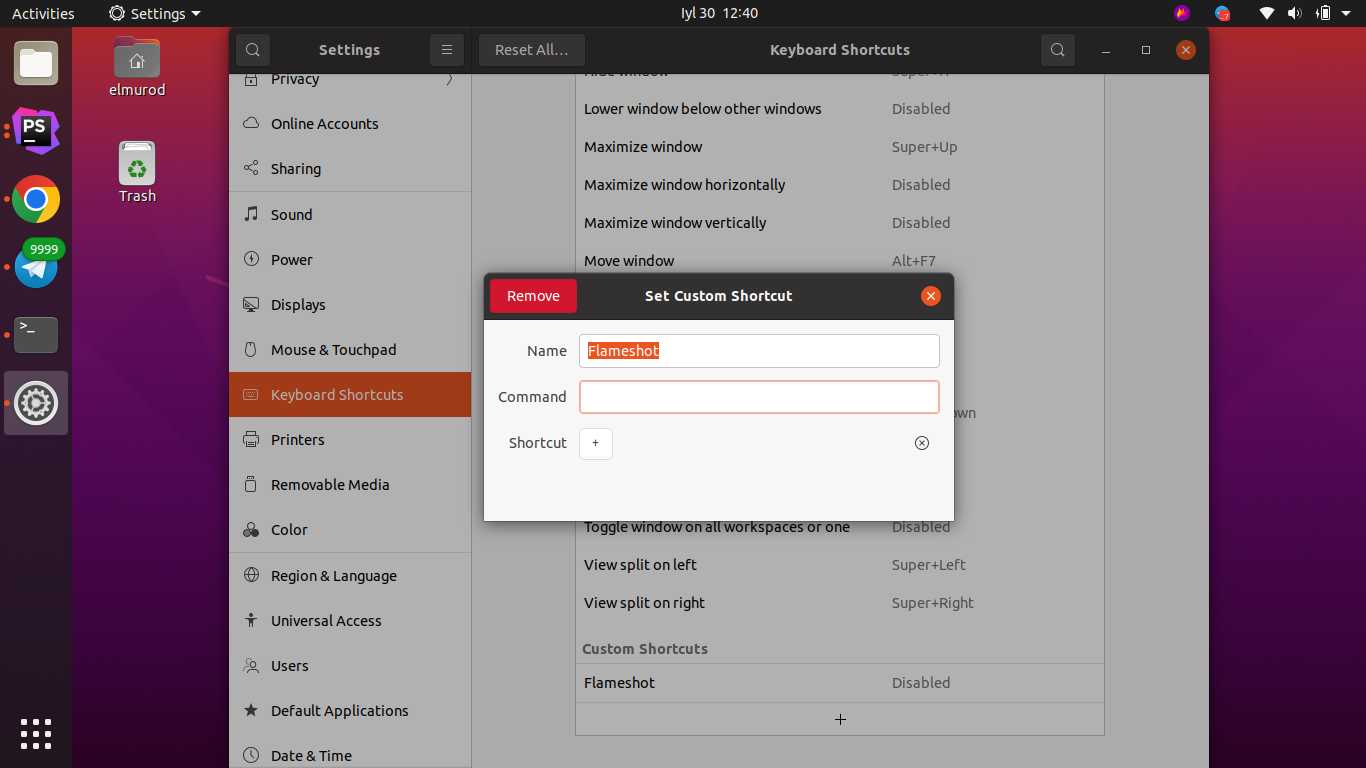 Activities Settings Iyl 30 12:40
Settings Reset All... Keyboard Shortcuts
elmurod
Trash
PS
9999
>_
Privacy
Online Accounts
Sharing
Sound
Power
Displays
Mouse & Touchpad
Keyboard Shortcuts
Printers
Removable Media
Color
Region & Language
Universal Access
Users
Default Applications
Date & Time
Hide window Super+H
Lower window below other windows Disabled
Maximize window Super+Up
Maximize window horizontally Disabled
Maximize window vertically Disabled
Move window Alt+F7
Remove Set Custom Shortcut
Name Flameshot
Command
Shortcut +
Toggle window on all workspaces or one Disabled
View split on left Super+Left
View split on right Super+Right
Custom Shortcuts
Flameshot Disabled
+